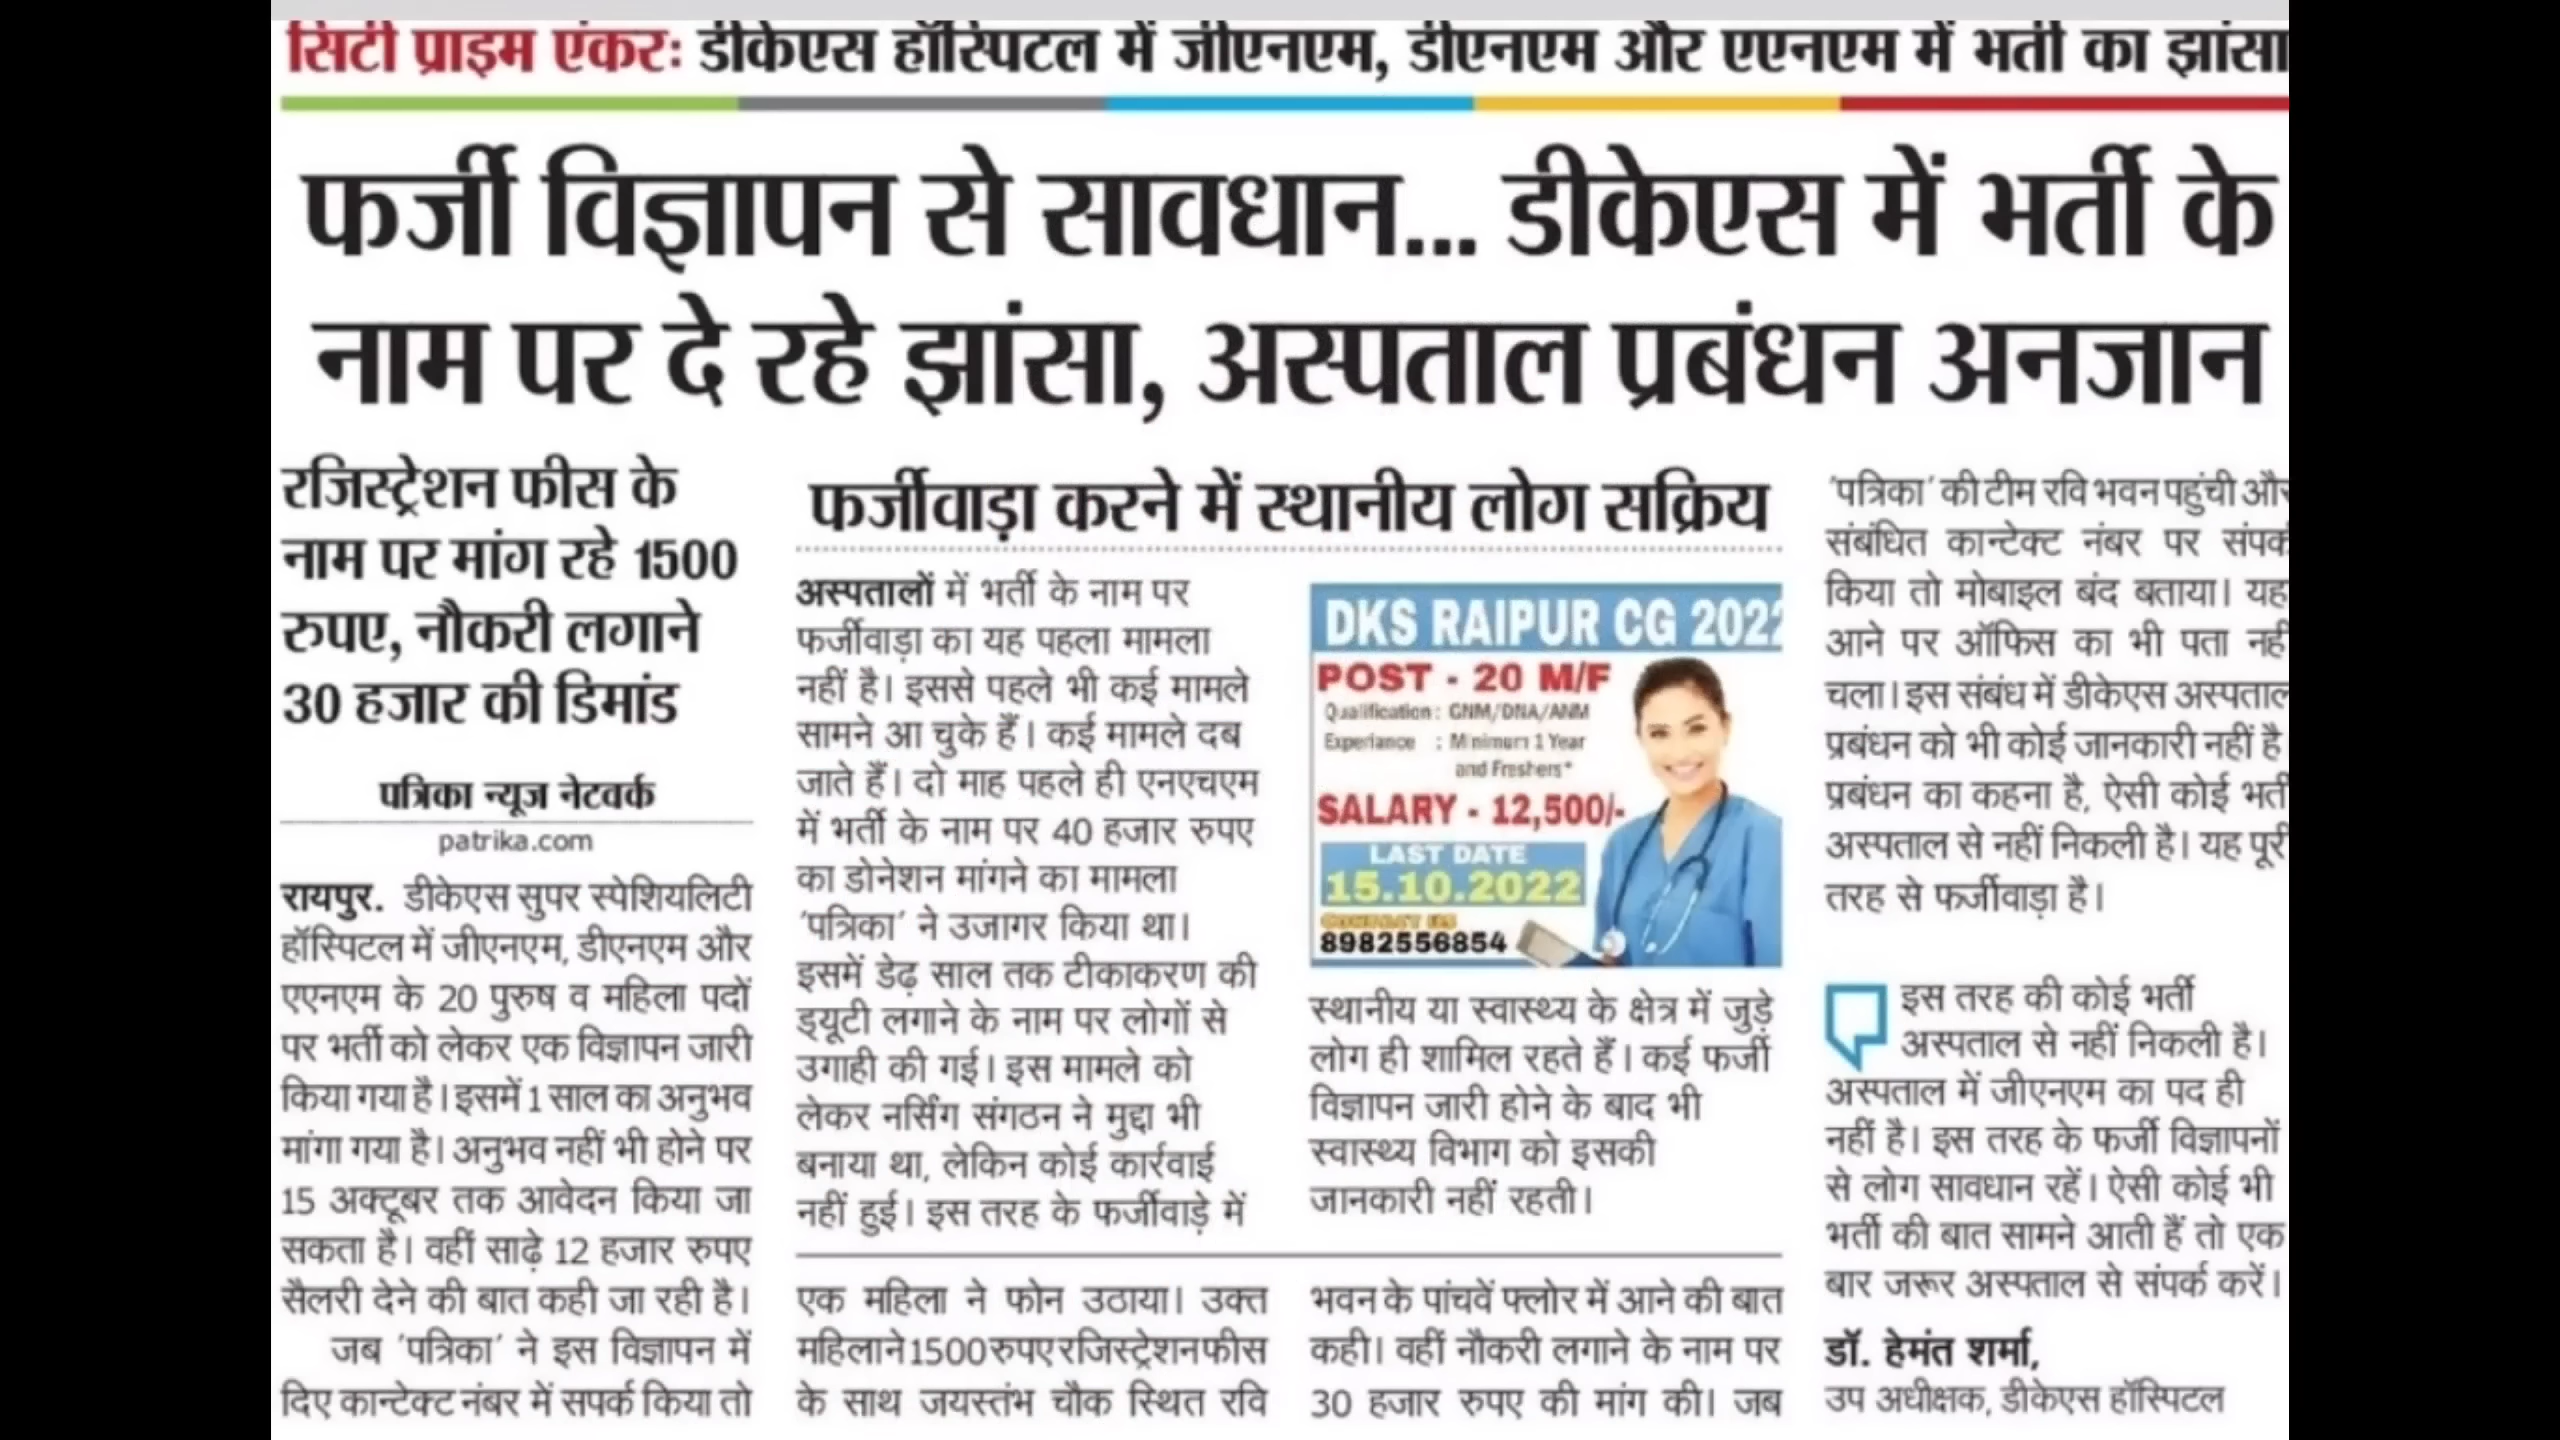 सिटी प्राइम एंकर: डीकेएस हॉस्पिटल में जीएनएम, डीएनएम और एएनएम में भर्ती का झांसा
फर्जी विज्ञापन से सावधान... डीकेएस में भर्ती के
नाम पर दे रहे झांसा, अस्पताल प्रबंधन अनजान
रजिस्ट्रेशन फीस के
नाम पर मांग रहे 1500
रुपए, नौकरी लगाने
30 हजार की डिमांड
पत्रिका न्यूज नेटवर्क
patrika.com
रायपुर. डीकेएस सुपर स्पेशियलिटी
हॉस्पिटल में जीएनएम, डीएनएम और
एएनएम के 20 पुरुष व महिला पदों
पर भर्ती को लेकर एक विज्ञापन जारी
किया गया है। इसमें 1 साल का अनुभव
मांगा गया है। अनुभव नहीं भी होने पर
15 अक्टूबर तक आवेदन किया जा
सकता है। वहीं साढ़े 12 हजार रुपए
सैलरी देने की बात कही जा रही है।
जब 'पत्रिका' ने इस विज्ञापन में
दिए कान्टेक्ट नंबर में सपर्क किया तो
फर्जीवाड़ा करने में स्थानीय लोग सक्रिय
अस्पतालों में भर्ती के नाम पर
फर्जीवाड़ा का यह पहला मामला
नहीं है। इससे पहले भी कई मामले
सामने आ चुके हैं। कई मामले दब
जाते हैं। दो माह पहले ही एनएचएम
में भर्ती के नाम पर 40 हजार रुपए
का डोनेशन मांगने का मामला
'पत्रिका' ने उजागर किया था।
इसमें डेढ़ साल तक टीकाकरण की
ड्यूटी लगाने के नाम पर लोगों से
उगाही की गई। इस मामले को
लेकर नर्सिंग संगठन ने मुद्दा भी
बनाया था, लेकिन कोई कार्रवाई
नहीं हुई। इस तरह के फर्जीवाड़े में
DKS RAIPUR CG 2022
POST - 20 M/F
Qualification : GNM/DNA/ANM
Experiance : Minimum 1 Year
and Freshers*
SALARY - 12,500/-
LAST DATE
15.10.2022
CONTACT US
8982556854
स्थानीय या स्वास्थ्य के क्षेत्र में जुड़े
लोग ही शामिल रहते हैं। कई फर्जी
विज्ञापन जारी होने के बाद भी
स्वास्थ्य विभाग को इसकी
जानकारी नहीं रहती।
एक महिला ने फोन उठाया। उक्त
महिला ने 1500 रुपए रजिस्ट्रेशन फीस
के साथ जयस्तंभ चौक स्थित रवि
भवन के पांचवें फ्लोर में आने की बात
कही। वहीं नौकरी लगाने के नाम पर
30 हजार रुपए की मांग की। जब
'पत्रिका' की टीम रवि भवन पहुंची और
संबंधित कान्टेक्ट नंबर पर संपर्क
किया तो मोबाइल बंद बताया। यह
आने पर ऑफिस का भी पता नहीं
चला। इस संबंध में डीकेएस अस्पताल
प्रबंधन को भी कोई जानकारी नहीं है
प्रबंधन का कहना है, ऐसी कोई भर्ती
अस्पताल से नहीं निकली है। यह पूरी
तरह से फर्जीवाड़ा है।
इस तरह की कोई भर्ती
अस्पताल से नहीं निकली है।
अस्पताल में जीएनएम का पद ही
नहीं है। इस तरह के फर्जी विज्ञापनों
से लोग सावधान रहें। ऐसी कोई भी
भर्ती की बात सामने आती हैं तो एक
बार जरूर अस्पताल से संपर्क करें।
डॉ. हेमंत शर्मा,
उप अधीक्षक, डीकेएस हॉस्पिटल